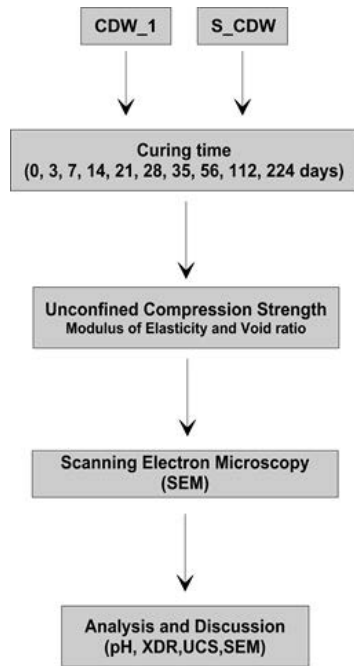 CDW_1
S_CDW
Curing time
(0, 3, 7, 14, 21, 28, 35, 56, 112, 224 days)
Unconfined Compression Strength
Modulus of Elasticity and Void ratio
Scanning Electron Microscopy
(SEM)
Analysis and Discussion
(pH, XDR,UCS,SEM)